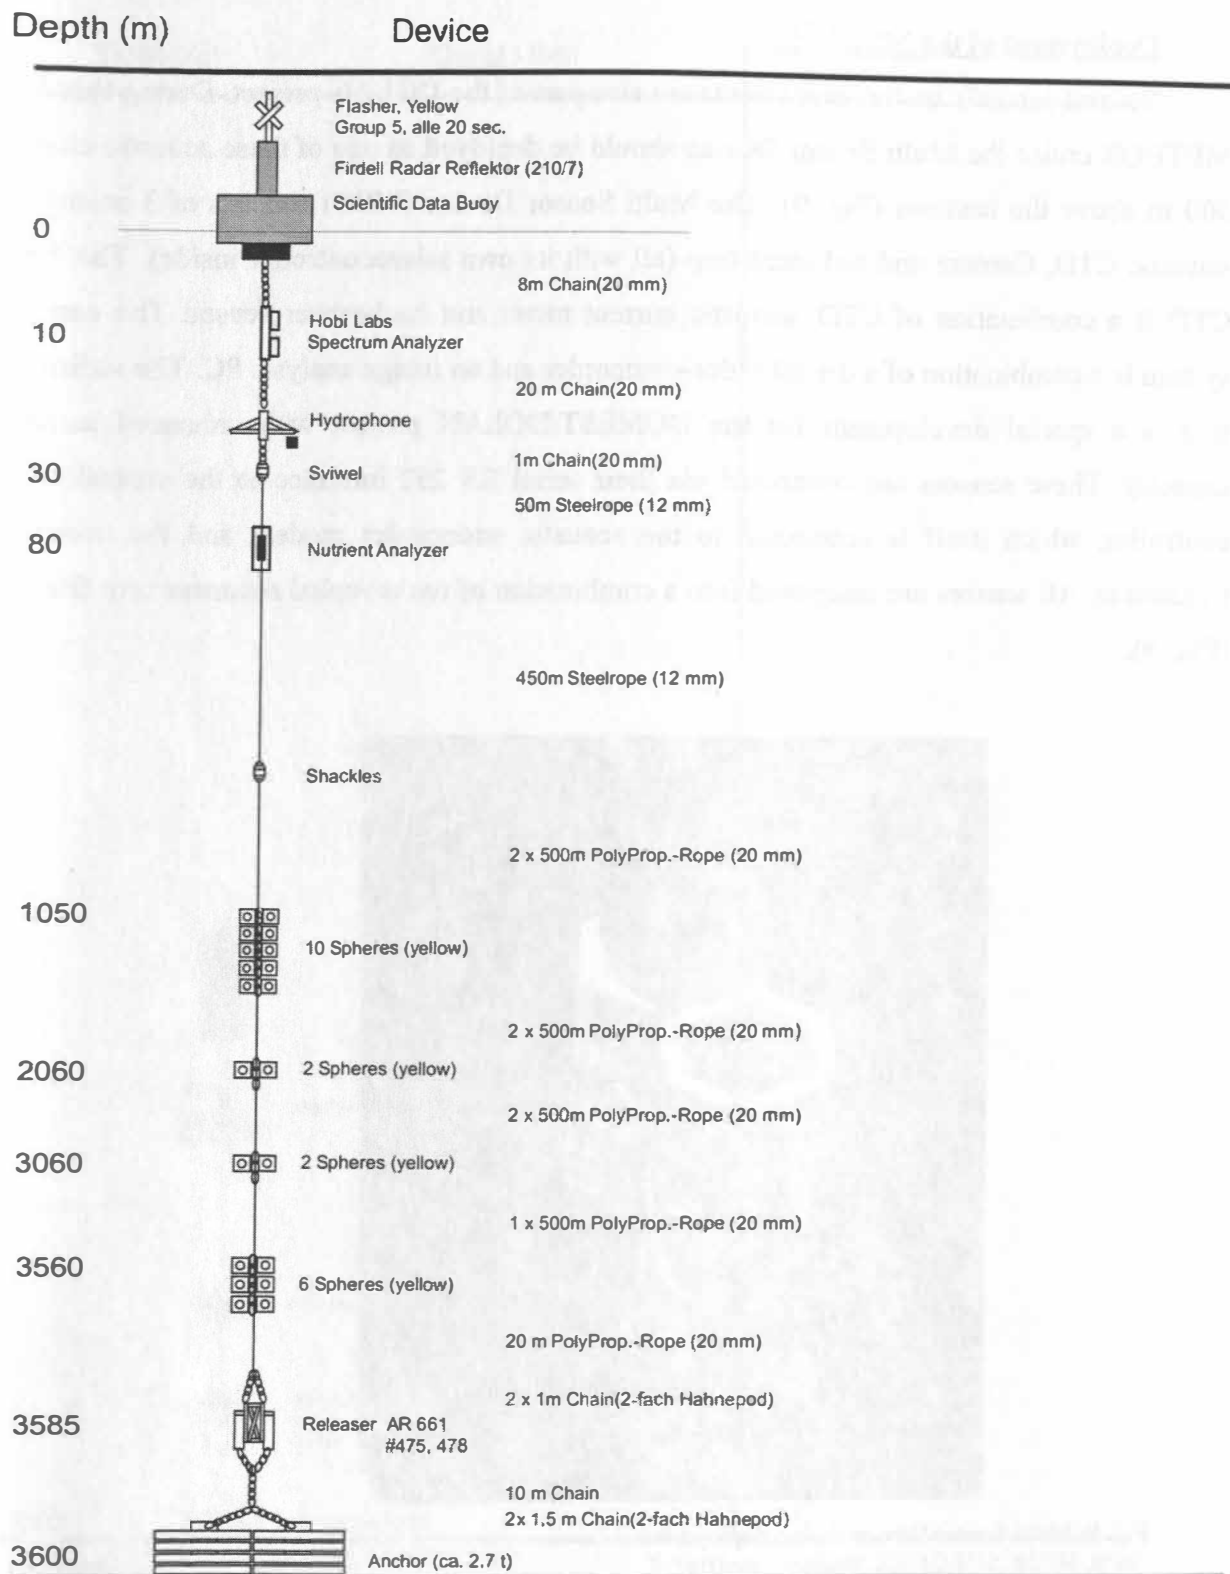 Depth (m) Device
Flasher, Yellow
Group 5, alle 20 sec.
Firdell Radar Reflektor (210/7)
Scientific Data Buoy
0
8m Chain(20 mm)
10
Hobi Labs
Spectrum Analyzer
20 m Chain(20 mm)
Hydrophone
1m Chain(20 mm)
30 Sviwel
50m Steelrope (12 mm)
80 Nutrient Analyzer
450m Steelrope (12 mm)
Shackles
2 x 500m PolyProp.-Rope (20 mm)
1050
10 Spheres (yellow)
2 x 500m PolyProp.-Rope (20 mm)
2060 2 Spheres (yellow)
2 x 500m PolyProp.-Rope (20 mm)
3060 2 Spheres (yellow)
1 x 500m PolyProp.-Rope (20 mm)
3560
6 Spheres (yellow)
20 m PolyProp.-Rope (20 mm)
2 x 1m Chain(2-fach Hahnepod)
3585 Releaser AR 661
#475, 478
10 m Chain
2x 1,5 m Chain(2-fach Hahnepod)
3600 Anchor (ca. 2.7 t)